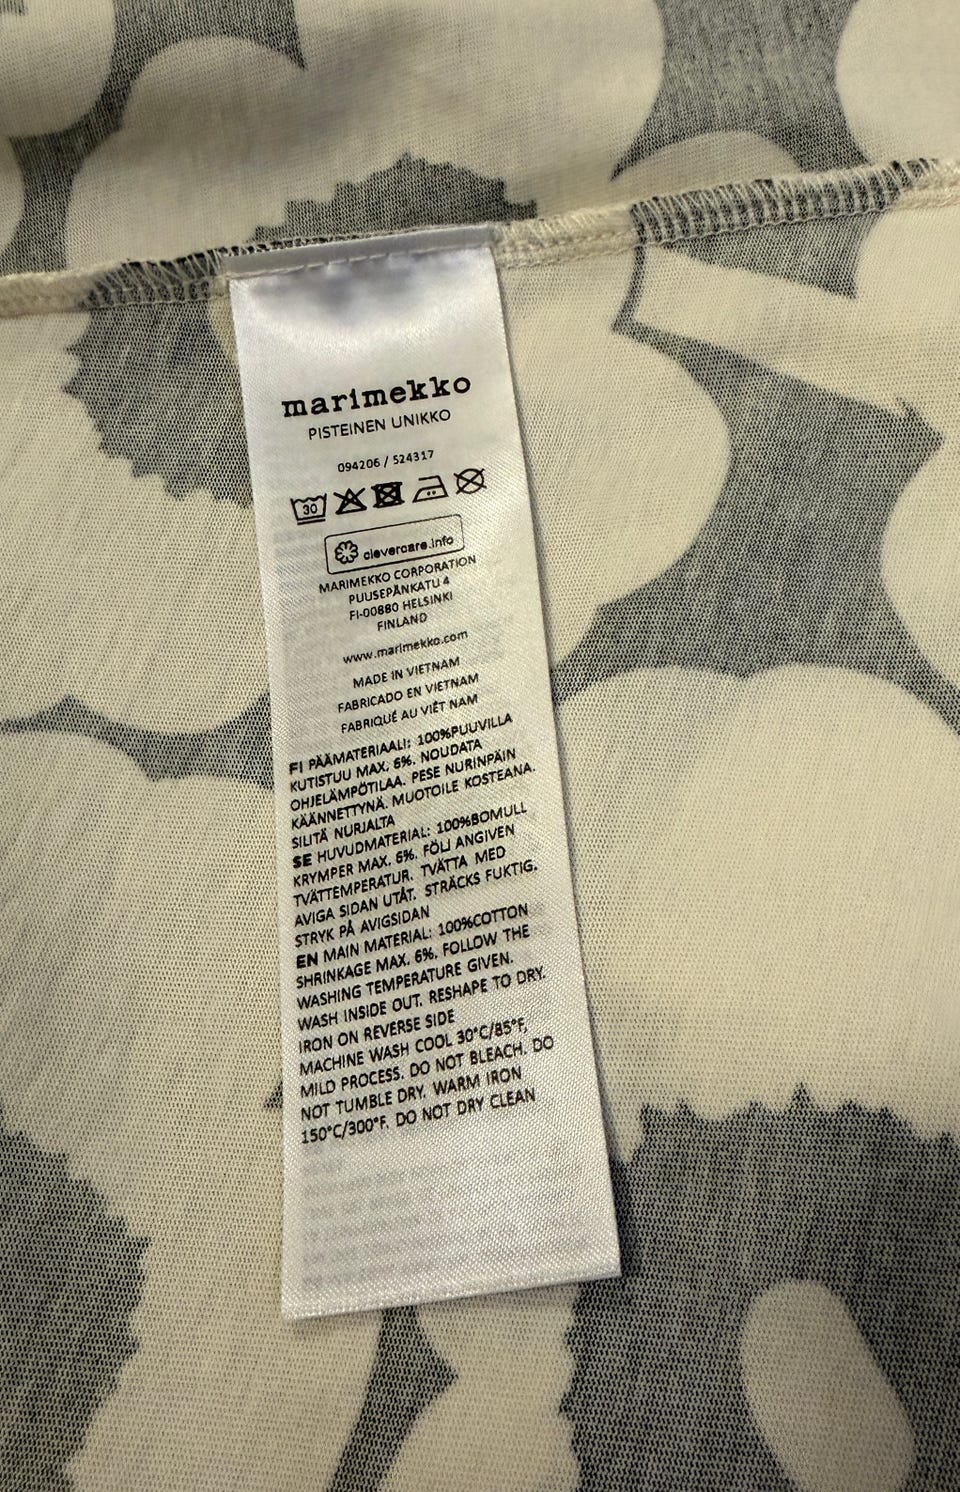 marimekko
PISTEINEN UNIKKO
094206 / 524317
30
clevercare.info
MARIMEKKO CORPORATION
PUUSEPÄNKATU 4
FI-00880 HELSINKI
FINLAND
www.marimekko.com
MADE IN VIETNAM
FABRICADO EN VIETNAM
FABRIQUÉ AU VIÊT NAM
FI PÄÄMATERIAALI: 100%PUUVILLA
KUTISTUU MAX. 6%. NOUDATA
OHJELÄMPÖTILAA. PESE NURINPÄIN
KÄÄNNETTYNÄ. MUOTOILE KOSTEANA.
SILITÄ NURJALTA
SE HUVUDMATERIAL: 100%BOMULL
KRYMPER MAX. 6%. FÖLJ ANGIVEN
TVÄTTEMPERATUR. TVÄTTA MED
AVIGA SIDAN UTÅT. STRÄCKS FUKTIG.
STRYK PÅ AVIGSIDAN
EN MAIN MATERIAL: 100%COTTON
SHRINKAGE MAX. 6%. FOLLOW THE
WASHING TEMPERATURE GIVEN.
WASH INSIDE OUT. RESHAPE TO DRY.
IRON ON REVERSE SIDE
MACHINE WASH COOL 30°C/85°F,
MILD PROCESS. DO NOT BLEACH. DO
NOT TUMBLE DRY. WARM IRON
150°C/300°F. DO NOT DRY CLEAN